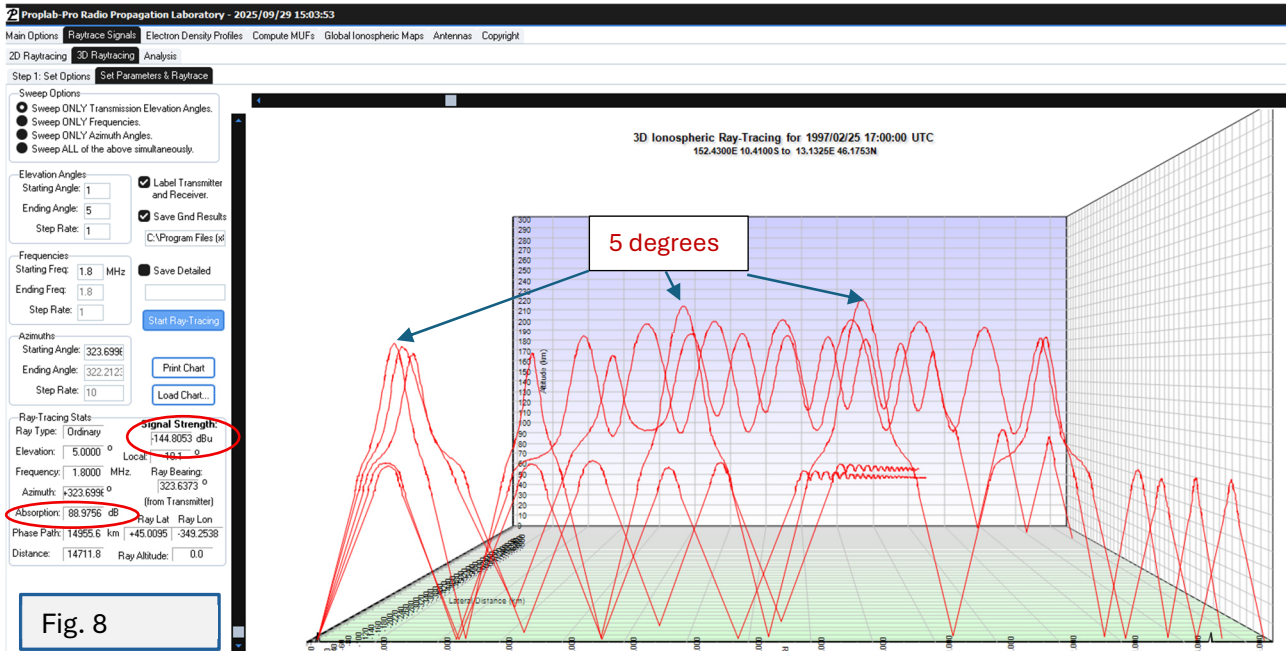 Proplab-Pro Radio Propagation Laboratory - 2025/09/29 15:03:53
Main Options Raytrace Signals Electron Density Profiles Compute MUFs Global Ionospheric Maps Antennas Copyright
2D Raytracing 3D Raytracing Analysis
Step 1: Set Options Set Parameters & Raytrace
Sweep Options
Sweep ONLY Transmission Elevation Angles.
Sweep ONLY Frequencies.
Sweep ONLY Azimuth Angles.
Sweep ALL of the above simultaneously.
Elevation Angles
Starting Angle: 1
Ending Angle: 5
Step Rate: 1
Label Transmitter
and Receiver.
Save Gnd Results
C:\Program Files (x
Frequencies
Starting Freq: 1.8 MHz
Ending Freq: 1.8
Step Rate: 1
Save Detailed
Start Ray-Tracing
Azimuths
Starting Angle: 323.699
Ending Angle: 322.212
Step Rate: 10
Print Chart
Load Chart...
Ray-Tracing Stats
Ray Type: Ordinary
Signal Strength:
-144.8053 dBu
Elevation: 5.0000 °
Local: °
Frequency: 1.8000 MHz.
Ray Bearing:
323.6373 °
Azimuth: +323.699 °
(from Transmitter)
Absorption: 88.9756 dB
Ray Lat Ray Lon
Phase Path: 14955.6 km +45.0095 -349.2538
Distance: 14711.8 Ray Altitude: 0.0
Fig. 8
3D Ionospheric Ray-Tracing for 1997/02/25 17:00:00 UTC
152.4300E 10.4100S to 13.1325E 46.1753N
5 degrees
300
290
280
270
260
250
240
230
220
210
200
190
180
170
160
150
140
130
120
110
100
90
80
70
60
50
40
30
20
10
0
Altitude (km)
Lateral Distance (km)